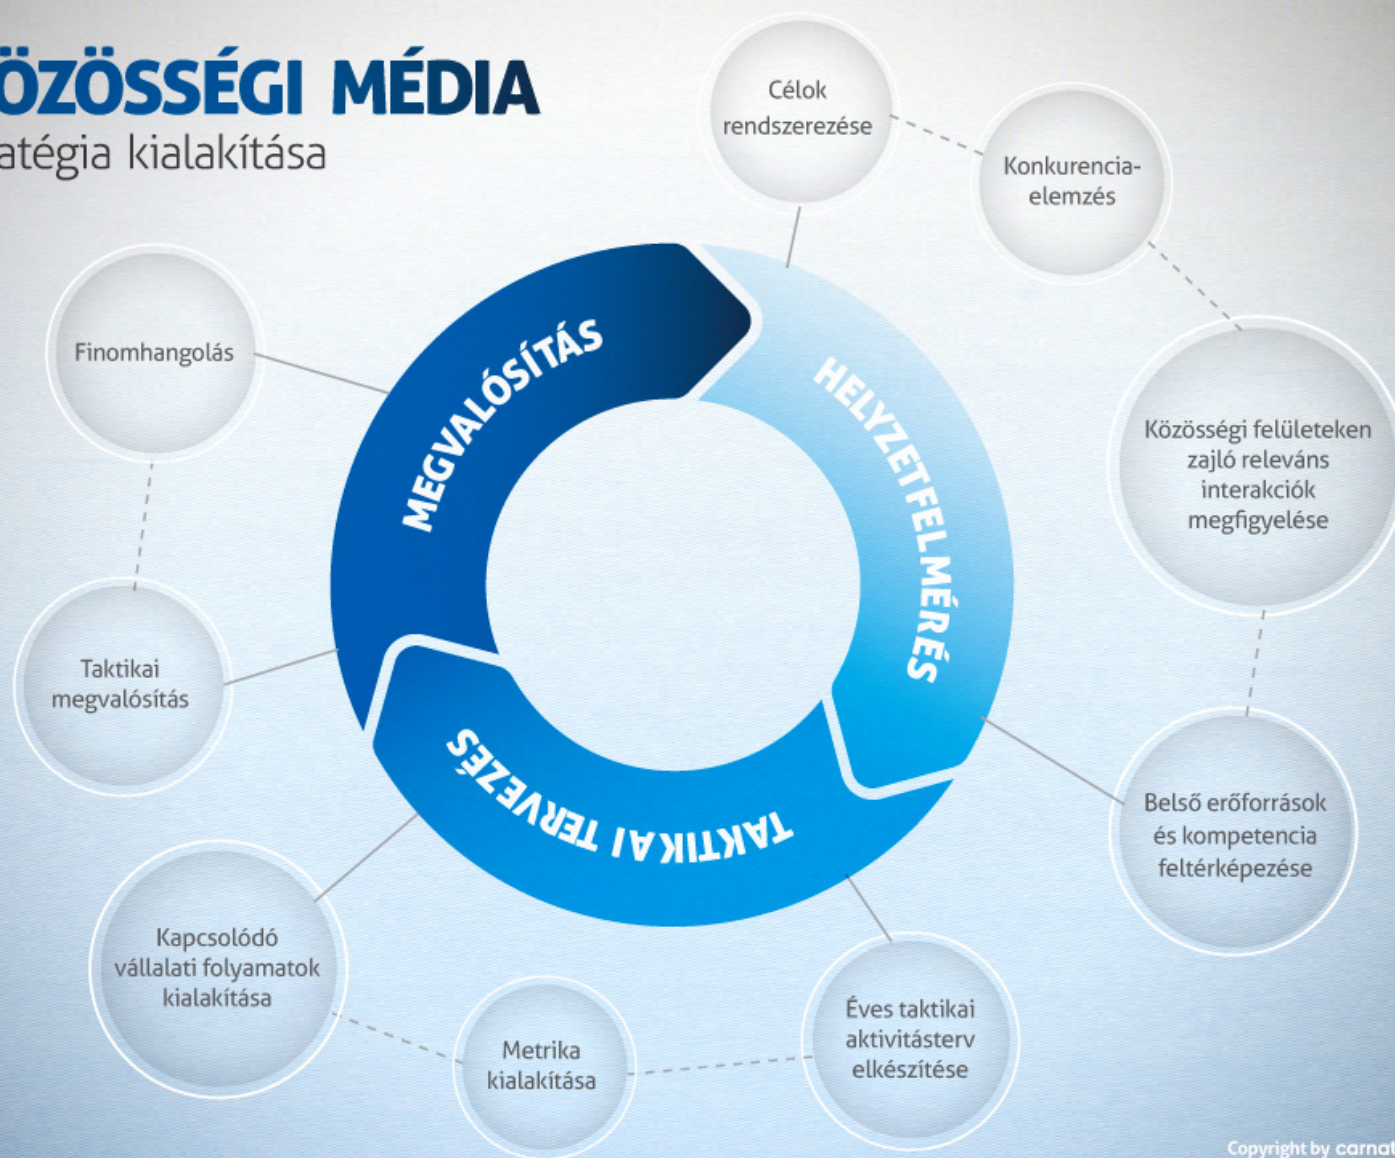 ÖZÖSSÉGI MÉDIA
atégia kialakítása
Célok
rendszerezése
Konkurencia-
elemzés
Közösségi felületeken
zajló releváns
interakciók
megfigyelése
Belső erőforrások
és kompetencia
feltérképezése
Éves taktikai
aktivitásterv
elkészítése
Metrika
kialakítása
Kapcsolódó
vállalati folyamatok
kialakítása
Taktikai
megvalósítás
Finomhangolás
HELYZETFELMÉRÉS
TAKTIKAI TERVEZÉS
MEGVALÓSÍTÁS
Copyright by carnat